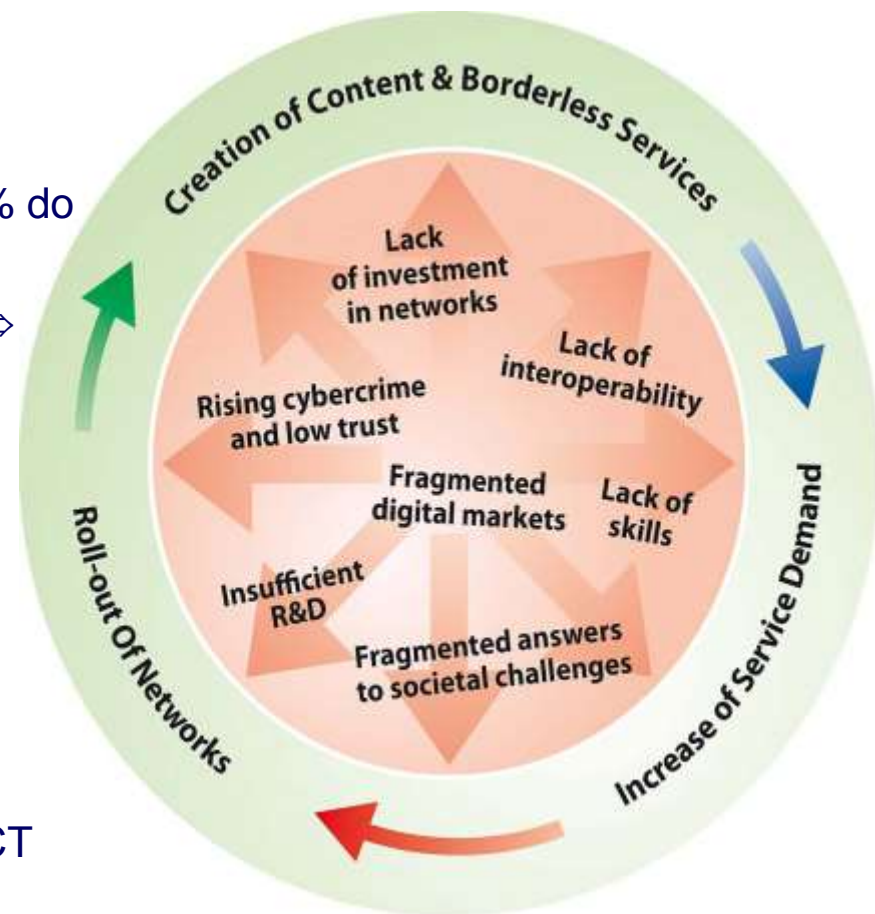 Creation of Content & Borderless Services
% do
Lack
of investment
in networks
Lack of
interoperability
Rising cybercrime
and low trust
Fragmented
digital markets
Lack of
skills
Insufficient
R&D
Fragmented answers
to societal challenges
Roll-out Of Networks
Increase of Service Demand
CT